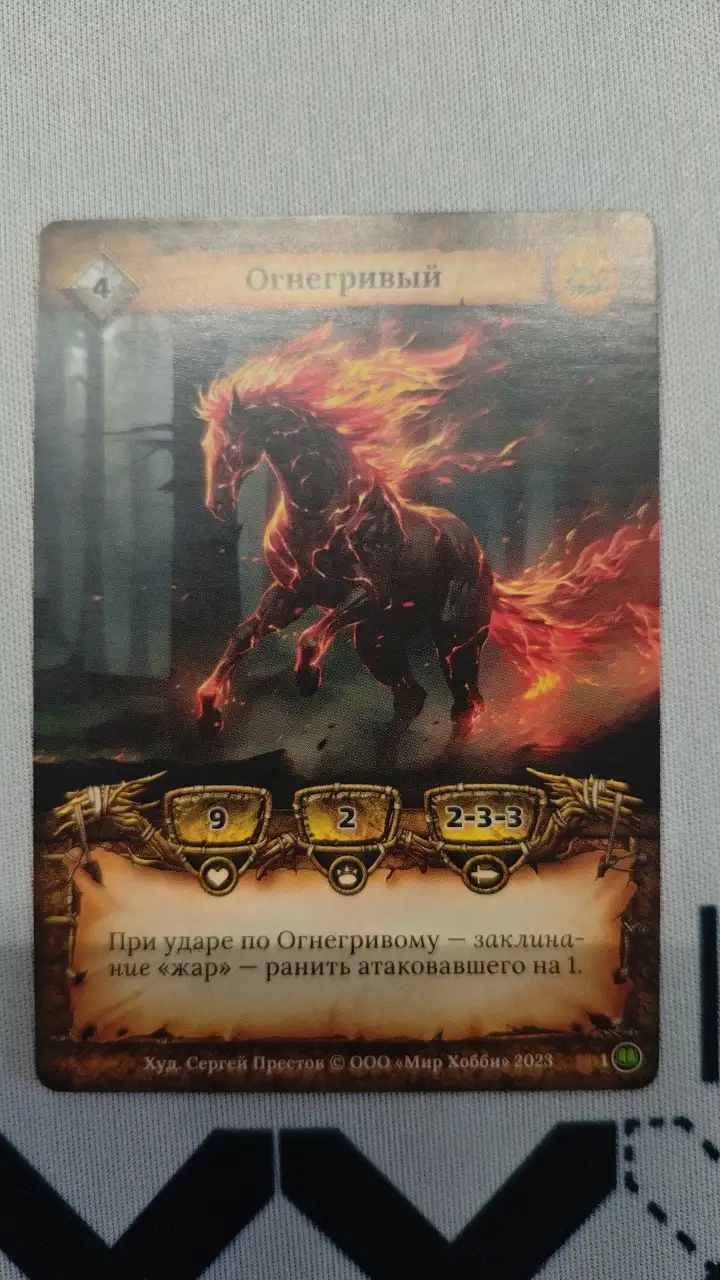 4
Огнегривый
9
2
2-3-3
При ударе по Огнегривому — заклина-
ние «жар» — ранить атаковавшего на 1.
Худ. Сергей Престов © ООО «Мир Хобби» 2023
1